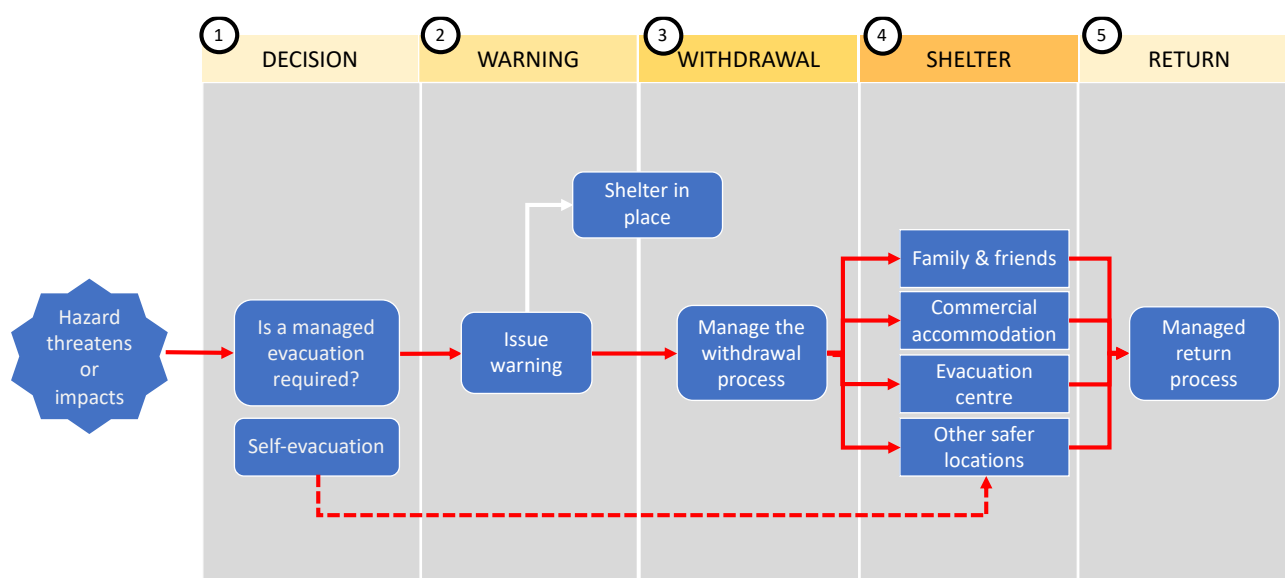 1
DECISION
2
WARNING
3
WITHDRAWAL
4
SHELTER
5
RETURN
Hazard
threatens
or
impacts
Is a managed
evacuation
required?
Self-evacuation
Issue
warning
Shelter in
place
Manage the
withdrawal
process
Family & friends
Commercial
accommodation
Evacuation
centre
Other safer
locations
Managed
return
process